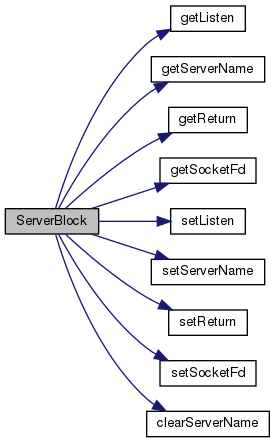 getListen
getServerName
getReturn
getSocketFd
ServerBlock
setListen
setServerName
setReturn
setSocketFd
clearServerName